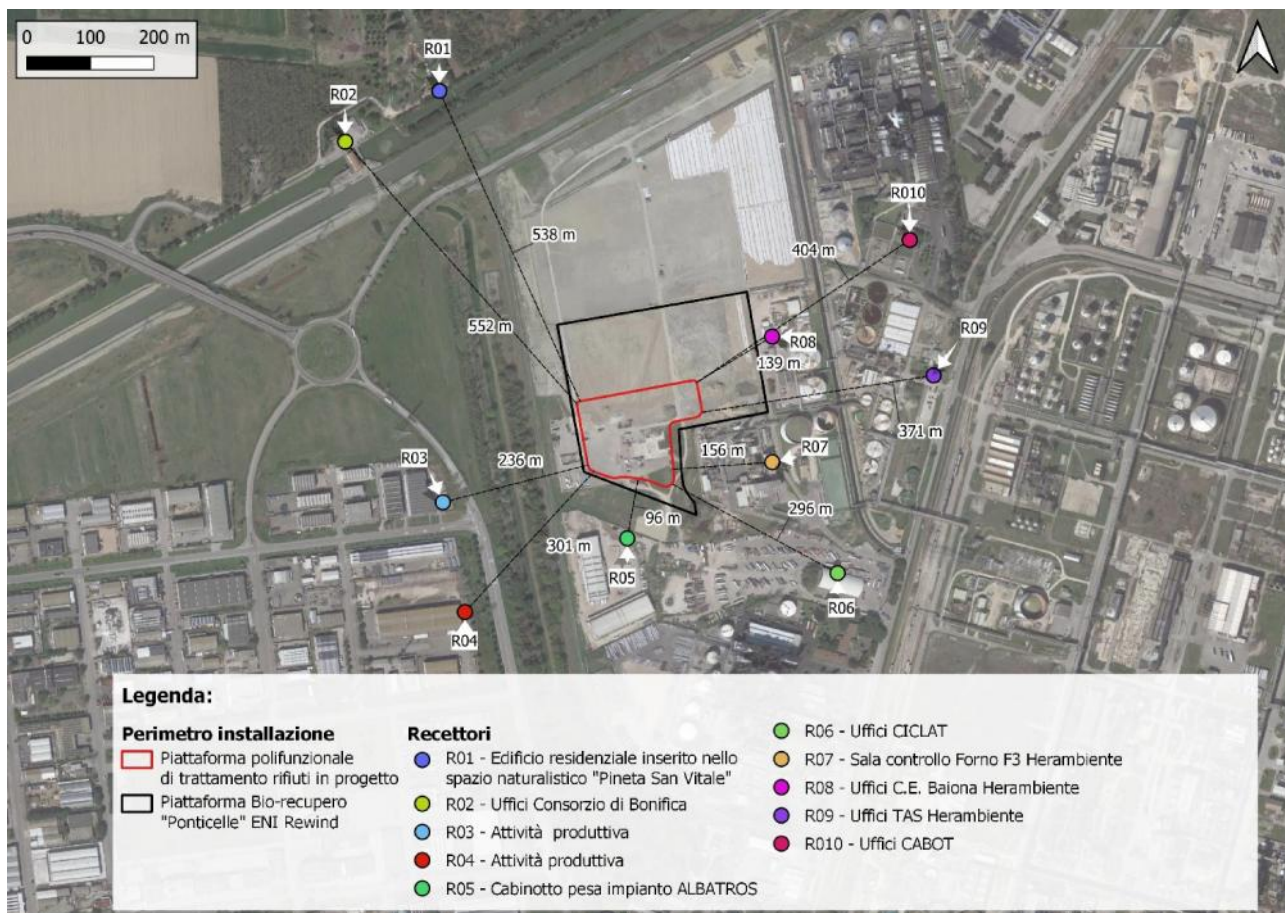 0 100 200 m
R01
R02
R010
538 m
404 m
552 m
R09
R08
139 m
371 m
R03
236 m
156 m
R07
96 m
296 m
301 m
R05
R06
R04
Legenda:
Perimetro installazione
Piattaforma polifunzionale
di trattamento rifiuti in progetto
Piattaforma Bio-recupero
"Ponticelle" ENI Rewind
Recettori
R01 - Edificio residenziale inserito nello
spazio naturalistico "Pineta San Vitale"
R02 - Uffici Consorzio di Bonifica
R03 - Attività produttiva
R04 - Attività produttiva
R05 - Cabinotto pesa impianto ALBATROS
R06 - Uffici CICLAT
R07 - Sala controllo Forno F3 Herambiente
R08 - Uffici C.E. Baiona Herambiente
R09 - Uffici TAS Herambiente
R010 - Uffici CABOT